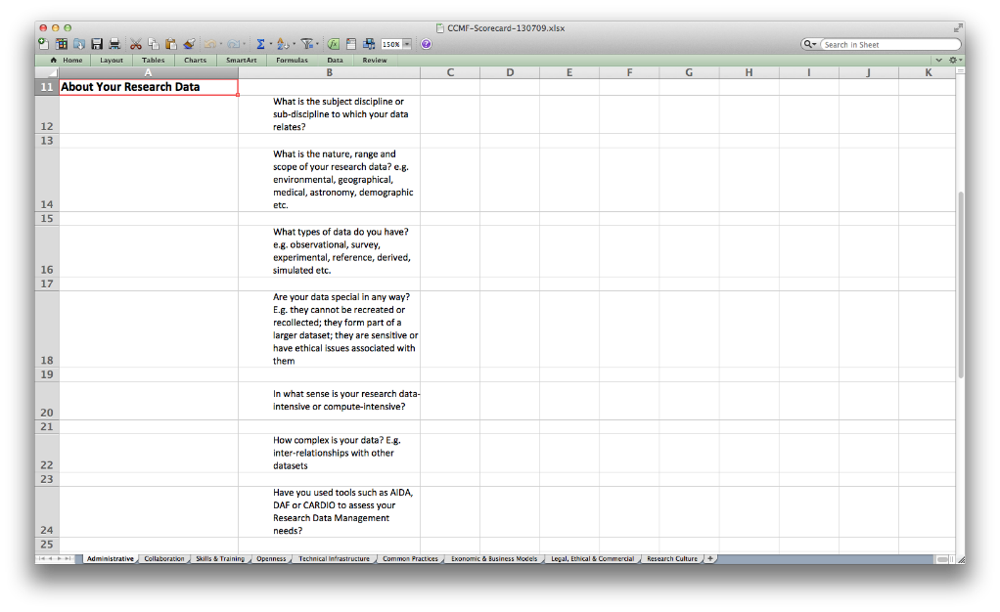 CCMF-Scorecard-130709.xlsx
150%
Search in Sheet
Home Layout Tables Charts SmartArt Formulas Data Review
A B C D E F G H I J K
11 About Your Research Data
What is the subject discipline or
sub-discipline to which your data
12 relates?
13
What is the nature, range and
scope of your research data? e.g.
environmental, geographical,
medical, astronomy, demographic
14 etc.
15
What types of data do you have?
e.g. observational, survey,
experimental, reference, derived,
16 simulated etc.
17
Are your data special in any way?
E.g. they cannot be recreated or
recollected; they form part of a
larger dataset; they are sensitive or
have ethical issues associated with
18 them
19
In what sense is your research data-
20 intensive or compute-intensive?
21
How complex is your data? E.g.
inter-relationships with other
22 datasets
23
Have you used tools such as AIDA,
DAF or CARDIO to assess your
Research Data Management
24 needs?
25
Administrative Collaboration Skills & Training Openness Technical Infrastructure Common Practices Exonomic & Business Models Legal, Ethical & Commercial Research Culture +